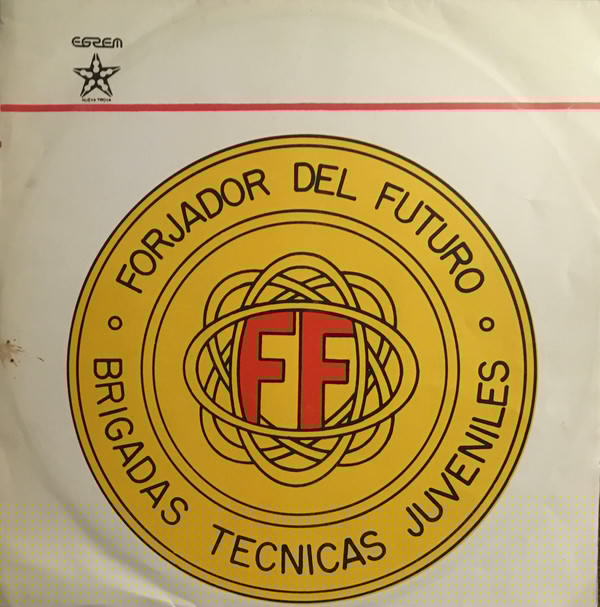 EGREM
NUEVA TROVA
FORJADOR DEL FUTURO
FF
BRIGADAS TECNICAS JUVENILES